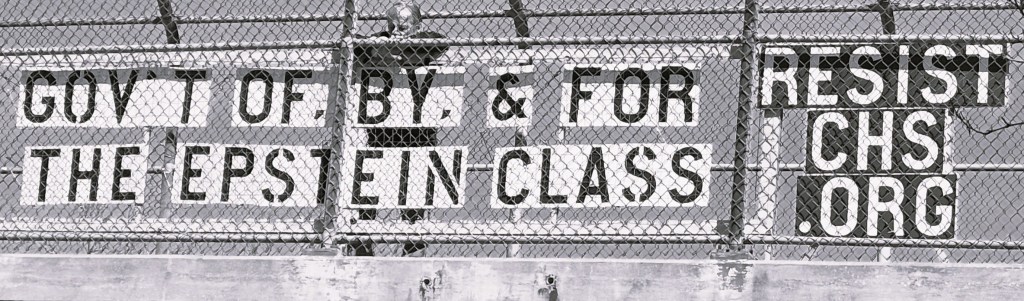 GOV'T OF, BY, & FOR
THE EPSTEIN CLASS
RESIST
CHS
.ORG